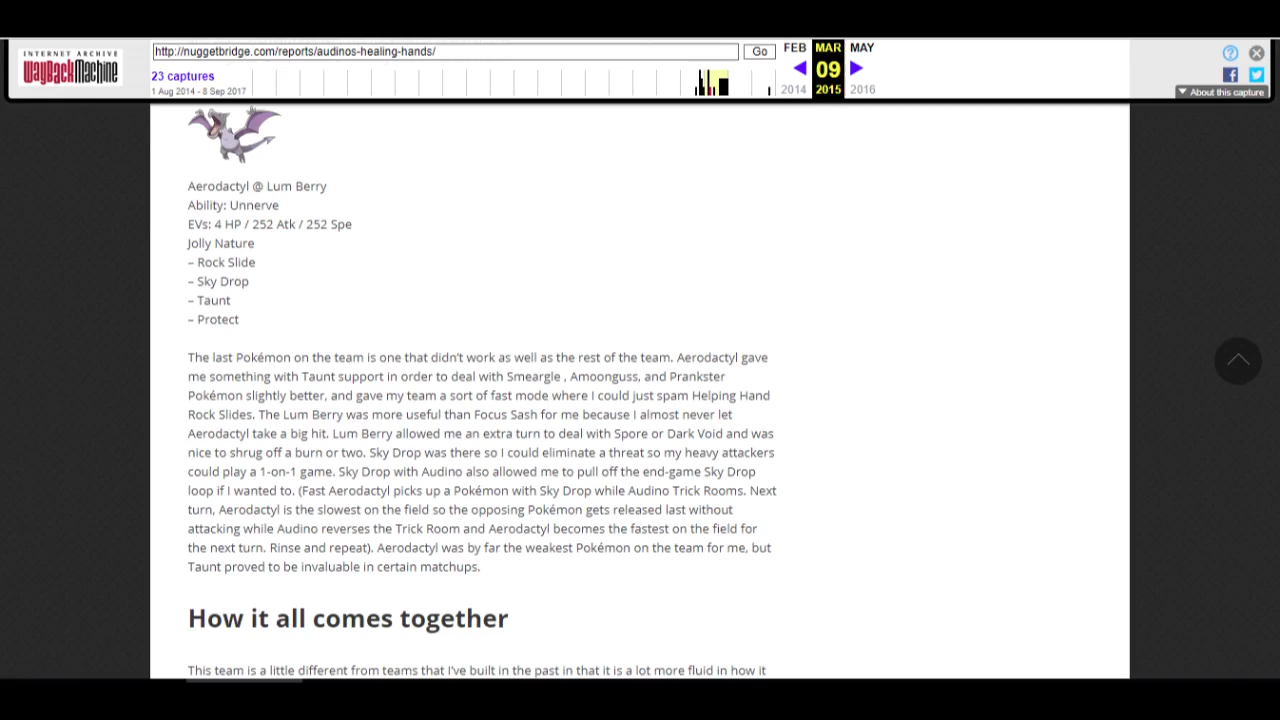 INTERNET ARCHIVE
WayBackMachine
http://nuggetbridge.com/reports/audinos-healing-hands/
Go
FEB MAR MAY
23 captures
09
1 Aug 2014 - 8 Sep 2017
2014 2015 2016
About this capture
Aerodactyl @ Lum Berry
Ability: Unnerve
EVs: 4 HP / 252 Atk / 252 Spe
Jolly Nature
– Rock Slide
– Sky Drop
– Taunt
– Protect
The last Pokémon on the team is one that didn't work as well as the rest of the team. Aerodactyl gave
me something with Taunt support in order to deal with Smeargle , Amoonguss, and Prankster
Pokémon slightly better, and gave my team a sort of fast mode where I could just spam Helping Hand
Rock Slides. The Lum Berry was more useful than Focus Sash for me because I almost never let
Aerodactyl take a big hit. Lum Berry allowed me an extra turn to deal with Spore or Dark Void and was
nice to shrug off a burn or two. Sky Drop was there so I could eliminate a threat so my heavy attackers
could play a 1-on-1 game. Sky Drop with Audino also allowed me to pull off the end-game Sky Drop
loop if I wanted to. (Fast Aerodactyl picks up a Pokémon with Sky Drop while Audino Trick Rooms. Next
turn, Aerodactyl is the slowest on the field so the opposing Pokémon gets released last without
attacking while Audino reverses the Trick Room and Aerodactyl becomes the fastest on the field for
the next turn. Rinse and repeat). Aerodactyl was by far the weakest Pokémon on the team for me, but
Taunt proved to be invaluable in certain matchups.
How it all comes together
This team is a little different from teams that I've built in the past in that it is a lot more fluid in how it